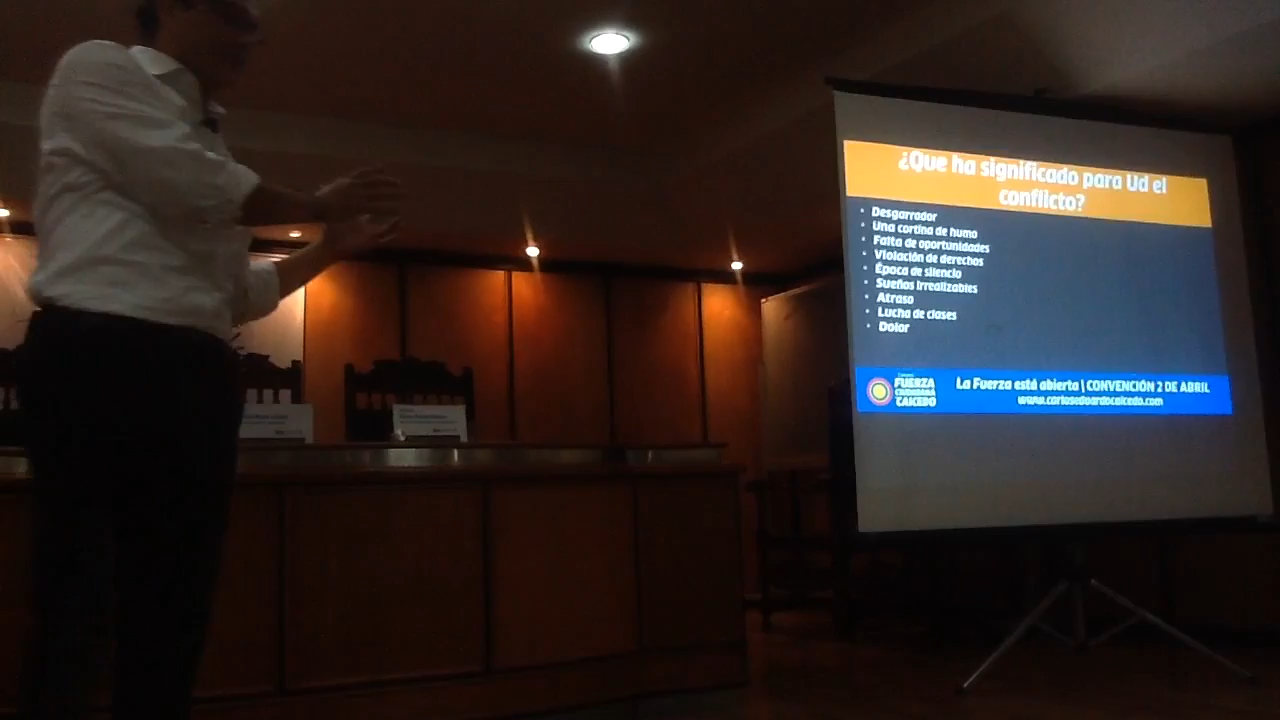 ¿Que ha significado para Ud el
conflicto?
• Desgarrador
• Una cortina de humo
• Falta de oportunidades
• Violación de derechos
• Época de silencio
• Sueños Irrealizables
• Atraso
• Lucha de clases
• Dolor
FUERZA
CIUDADANA
CAICEDO
La Fuerza está abierta | CONVENCIÓN 2 DE ABRIL
www.carlosedoardocaicedo.com